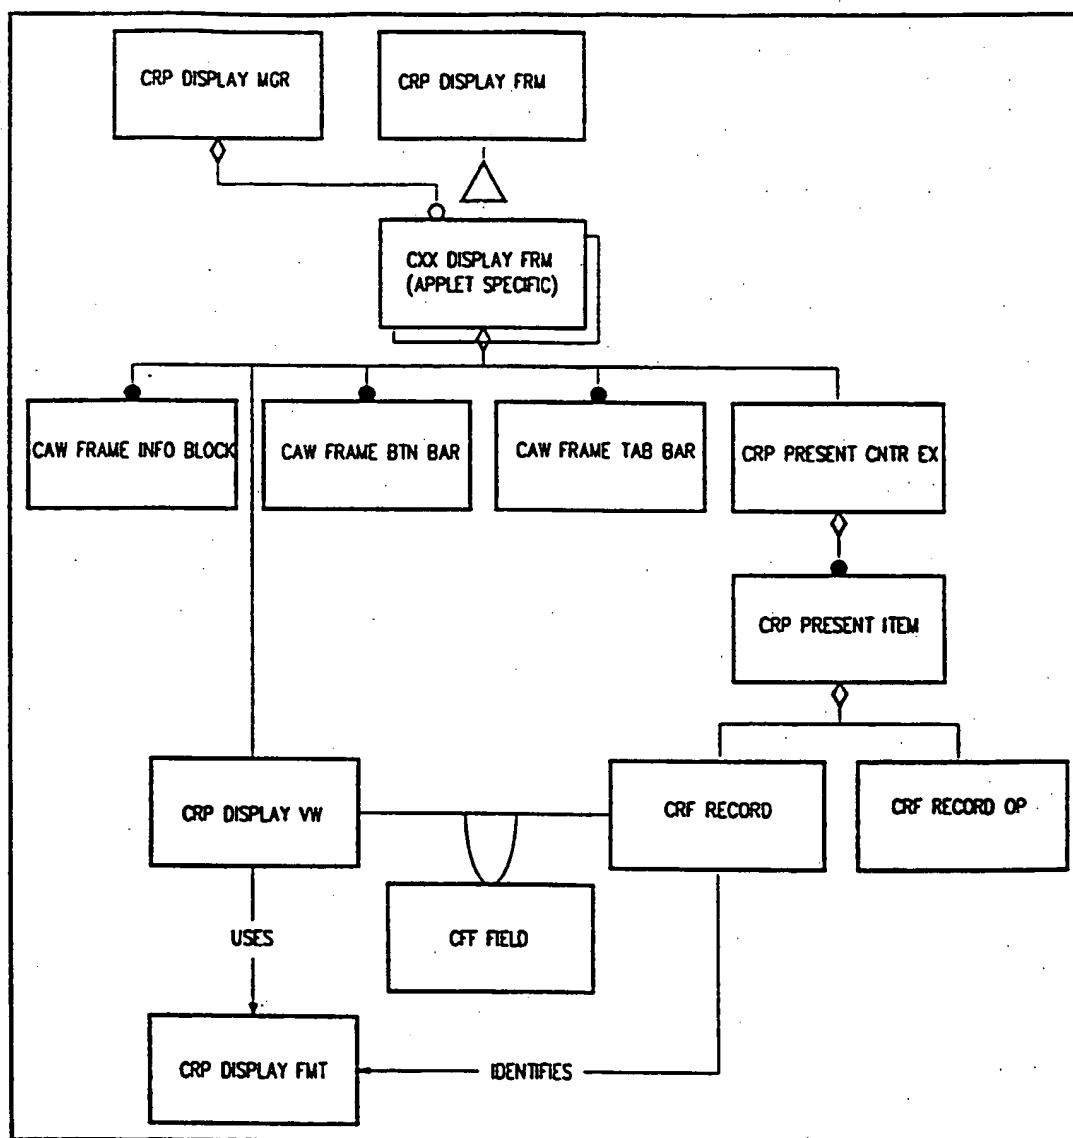 CRP DISPLAY MGR
CRP DISPLAY FRM
CXX DISPLAY FRM
(APPLET SPECIFIC)
CAW FRAME INFO BLOCK
CAW FRAME BTN BAR
CAW FRAME TAB BAR
CRP PRESENT CNTR EX
CRP PRESENT ITEM
CRP DISPLAY VW
CRF RECORD
CRF RECORD OP
USES
CFF FIELD
CRP DISPLAY FMT
IDENTIFIES